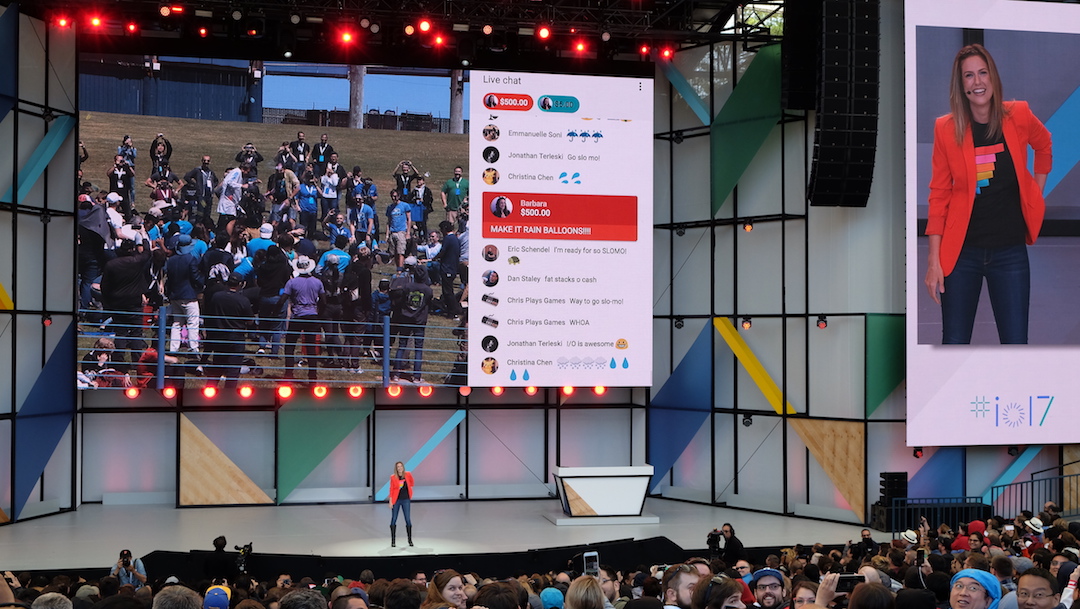 Live chat
$500.00 $5.00
Emmanuelle Soni
Jonathan Terleski Go slo mo!
Christina Chen
Barbara
$500.00
MAKE IT RAIN BALLOONS!!!!
Eric Schendel I'm ready for so SLOMO!
Dan Staley fat stacks o cash
Chris Plays Games Way to go slo-mo!
Chris Plays Games WHOA
Jonathan Terleski I/O is awesome
Christina Chen
#io17